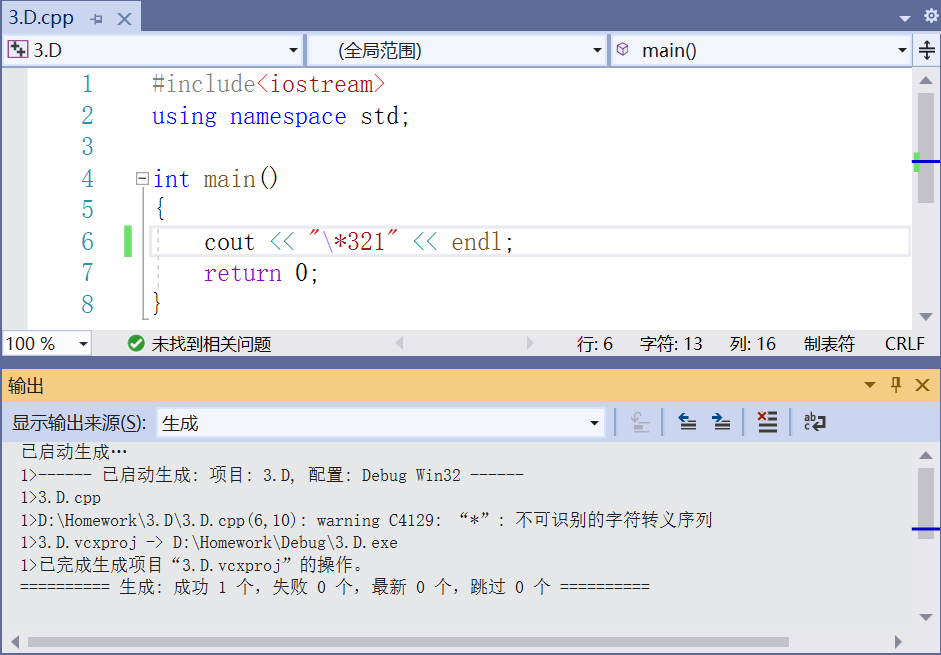 3.D.cpp
3.D (全局范围) main()
1 #include<iostream>
2 using namespace std;
3
4 int main()
5 {
6 cout << "\*321" << endl;
7 return 0;
8 }
100 % 未找到相关问题 行: 6 字符: 13 列: 16 制表符 CRLF
输出
显示输出来源(S): 生成
已启动生成…
1>------ 已启动生成: 项目: 3.D, 配置: Debug Win32 ------
1>3.D.cpp
1>D:\Homework\3.D\3.D.cpp(6,10): warning C4129: “*”: 不可识别的字符转义序列
1>3.D.vcxproj -> D:\Homework\Debug\3.D.exe
1>已完成生成项目“3.D.vcxproj”的操作。
========== 生成: 成功 1 个，失败 0 个，最新 0 个，跳过 0 个 ==========